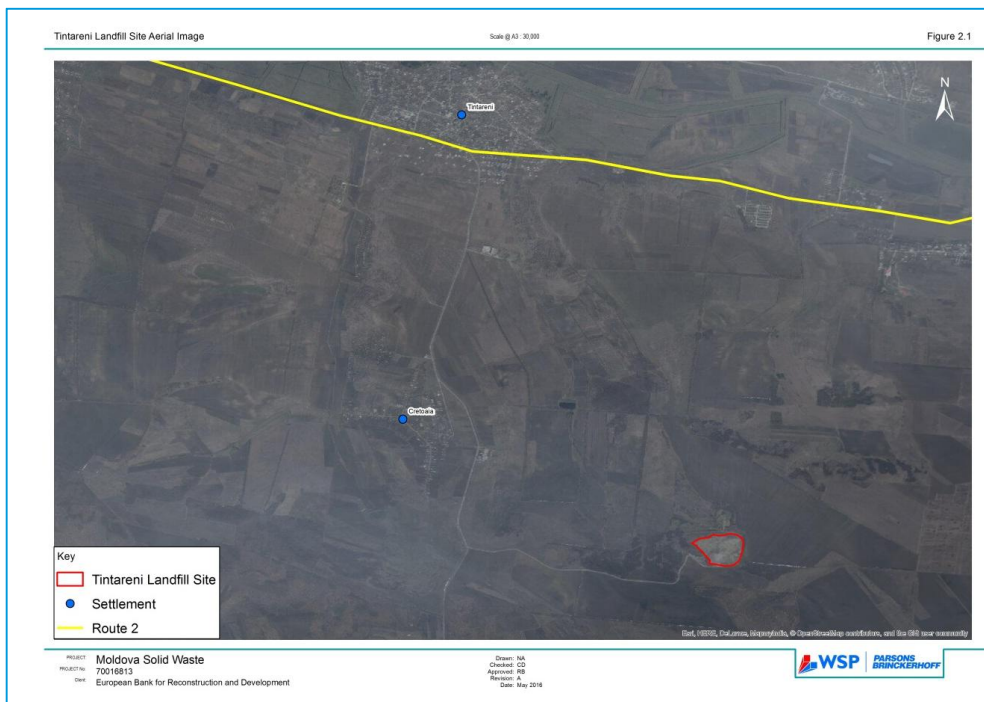 Tintareni Landfill Site Aerial Image
Scale @ A3 : 30,000
Figure 2.1
N
Tintareni
Cretoaia
Key
Tintareni Landfill Site
Settlement
Route 2
Esri, HERE, DeLorme, MapmyIndia, © OpenStreetMap contributors, and the GIS user community
PROJECT: Moldova Solid Waste
PROJECT No: 70016813
Client: European Bank for Reconstruction and Development
Drawn: NA
Checked: CD
Approved: RB
Revision: A
Date: May 2016
WSP PARSONS
BRINCKERHOFF